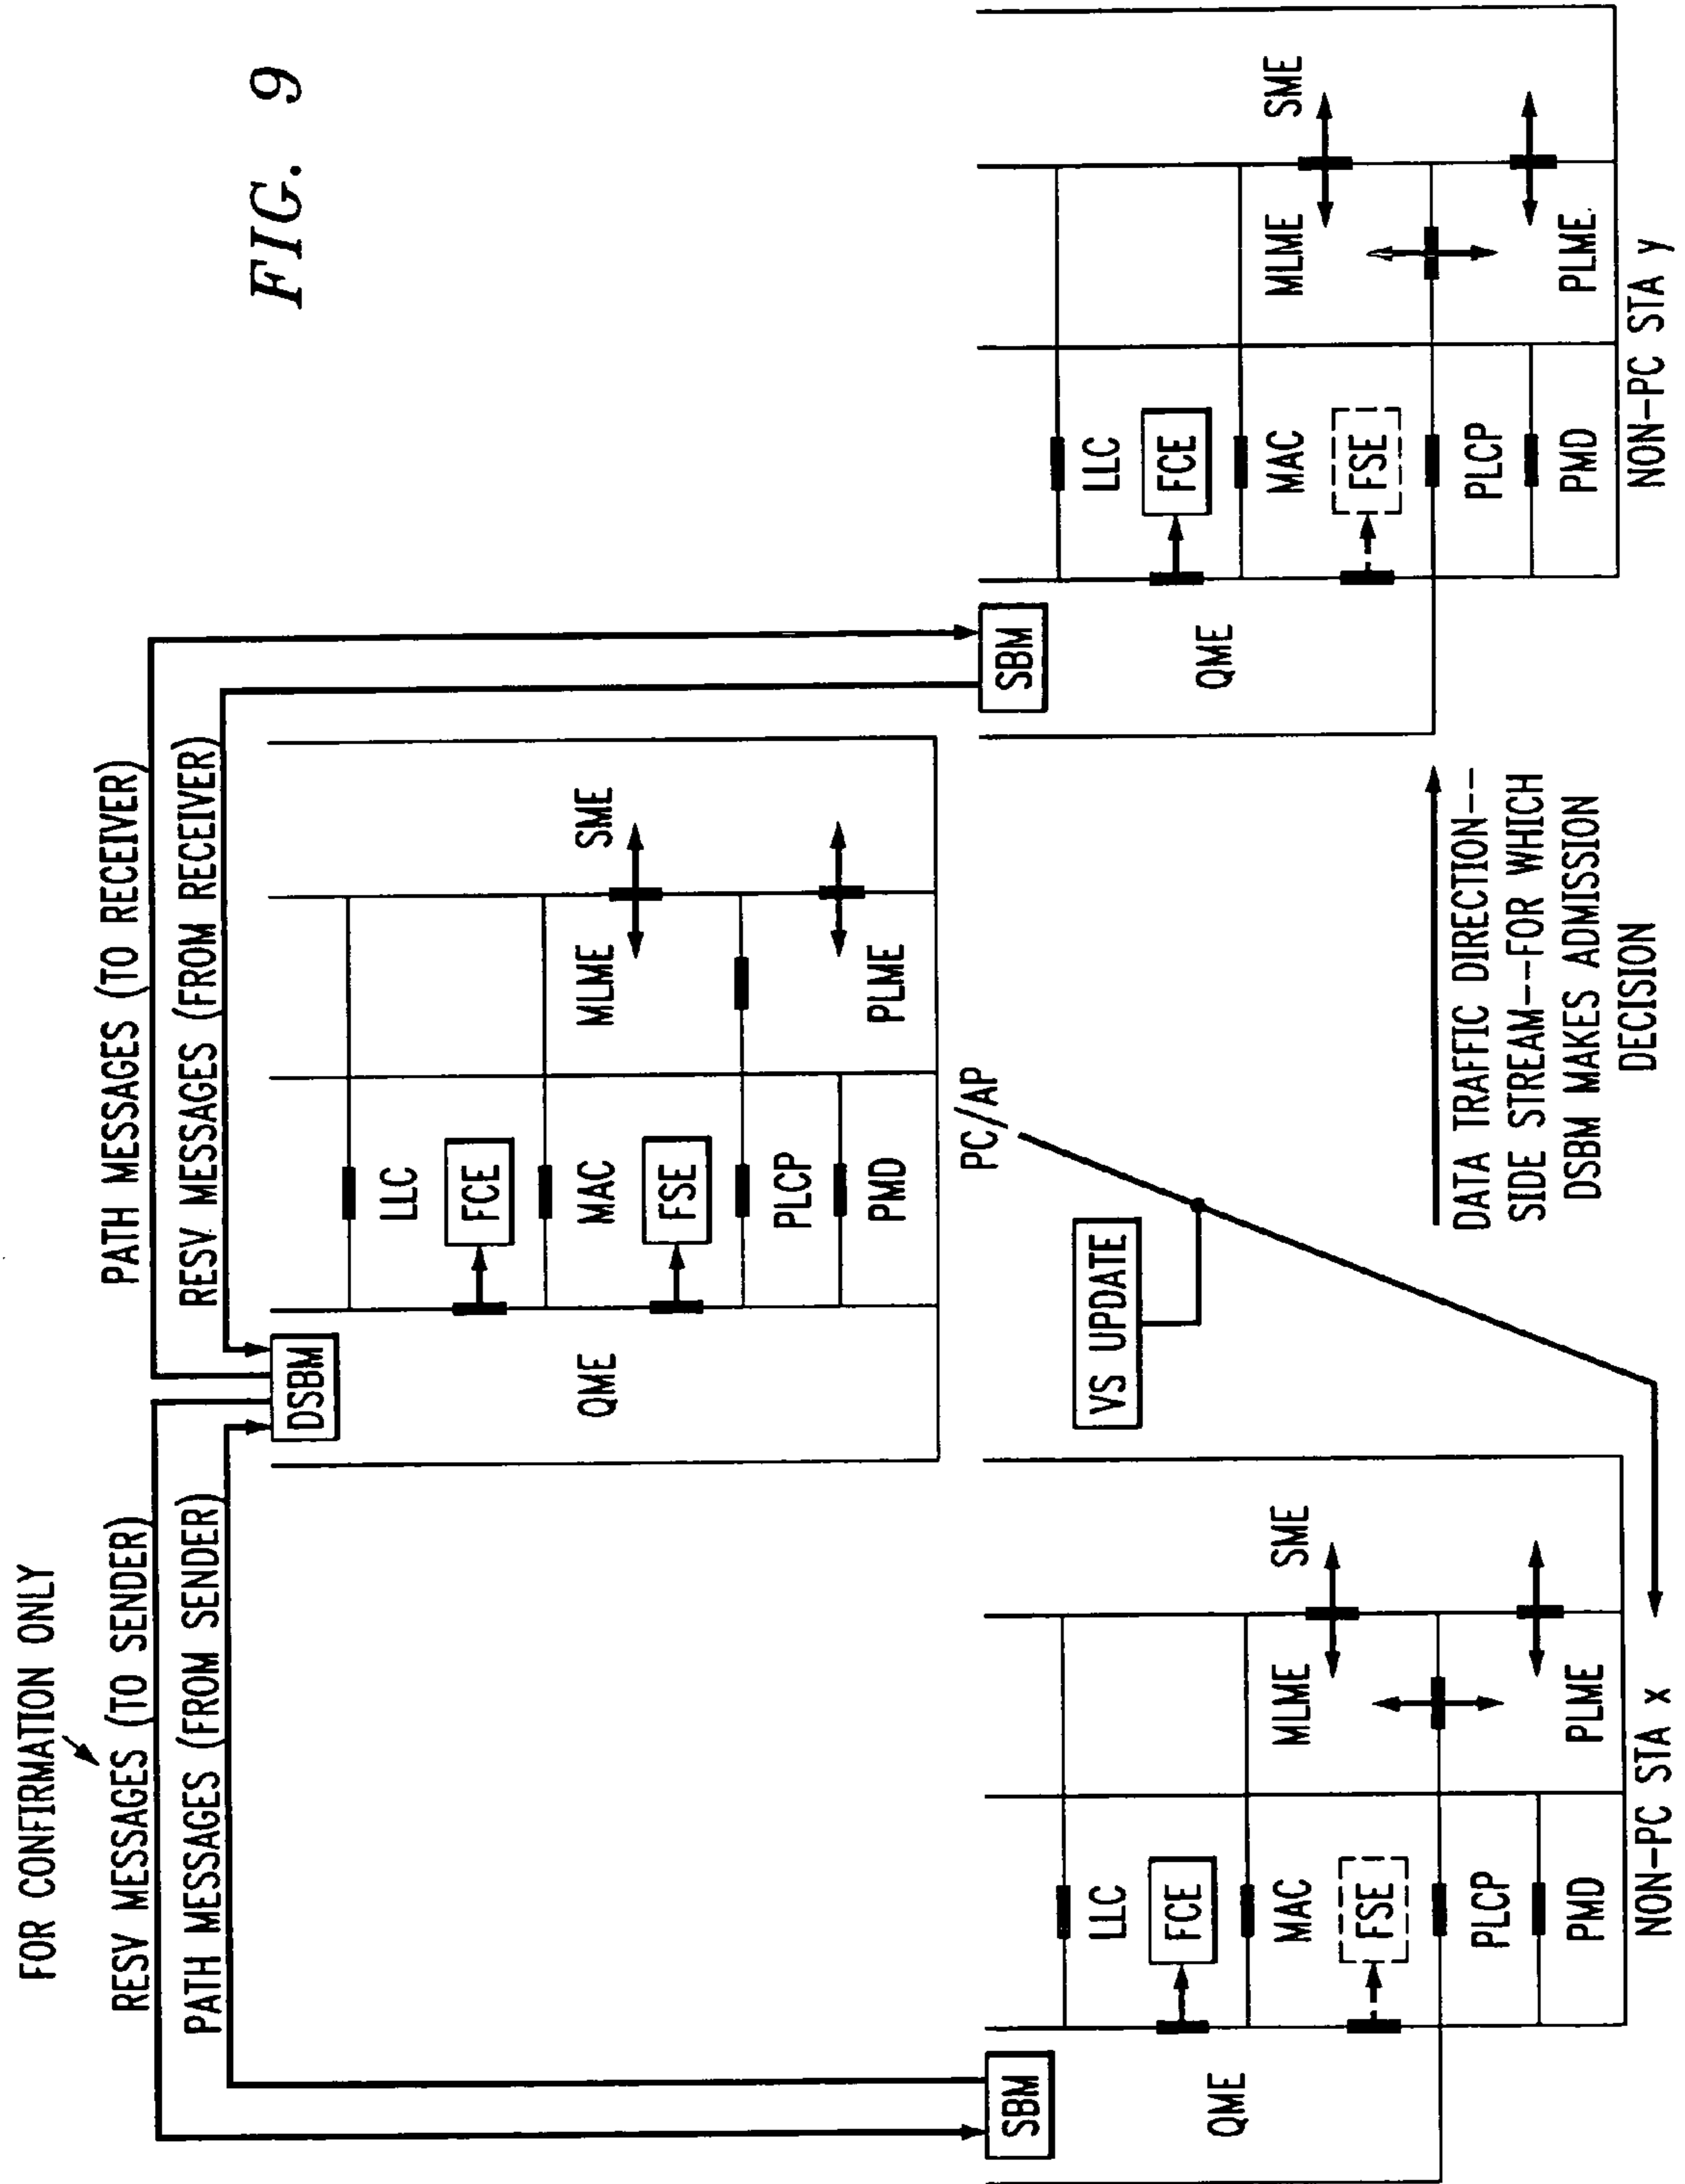 FIG. 9
FOR CONFIRMATION ONLY
RESV MESSAGES (TO SENDER)
PATH MESSAGES (FROM SENDER)
PATH MESSAGES (TO RECEIVER)
RESV MESSAGES (FROM RECEIVER)
DSBM
QME
LLC
FCE
MAC
FSE
PLCP
PMD
MLME
SME
PLME
PC/AP
SBM
QME
LLC
FCE
MAC
FSE
PLCP
PMD
MLME
SME
PLME
NON-PC STA x
VS UPDATE
DATA TRAFFIC DIRECTION--
SIDE STREAM--FOR WHICH
DSBM MAKES ADMISSION
DECISION
SBM
QME
LLC
FCE
MAC
FSE
PLCP
PMD
MLME
SME
PLME
NON-PC STA y